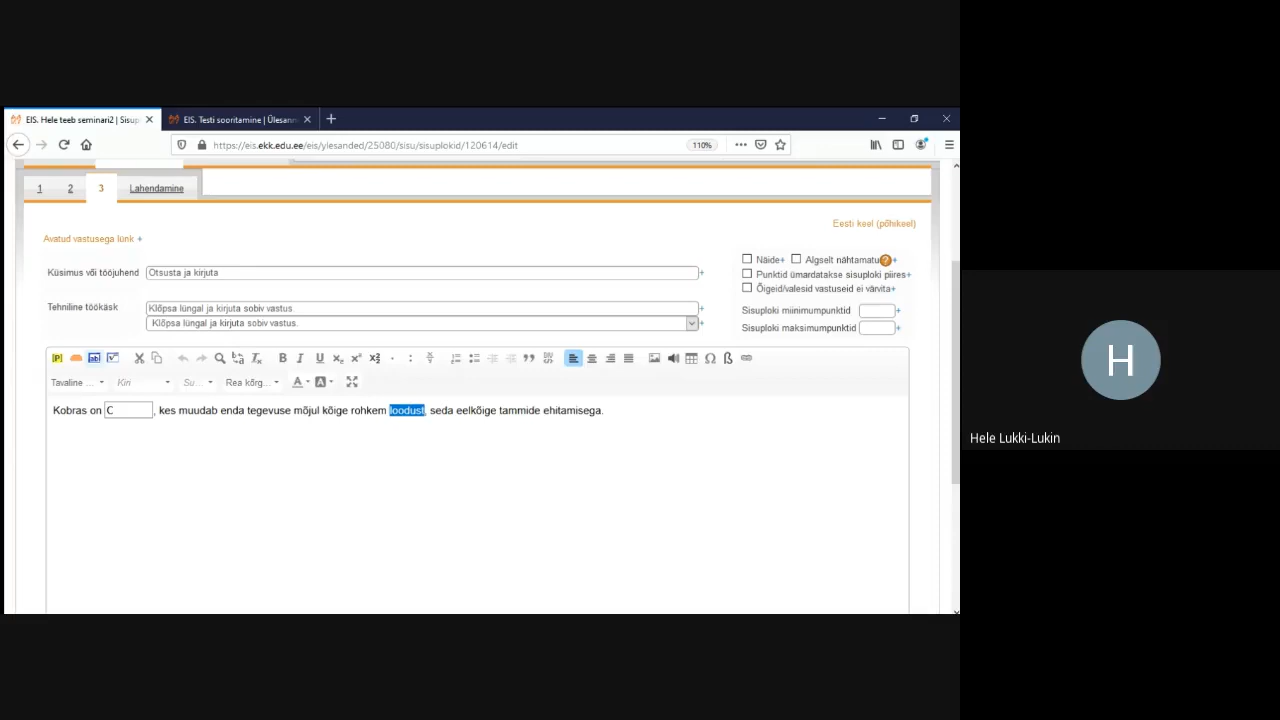 EIS. Hele teeb seminari2 | Sisup
EIS. Testi sooritamine | Ülesann
https://eis.ekk.edu.ee/eis/ylesanded/25080/sisu/sisuplokid/120614/edit
110%
1 2 3 Lahendamine
Eesti keel (põhikeel)
Avatud vastusega lünk +
Küsimus või tööjuhend Otsusta ja kirjuta +
Näide+ Algselt nähtamatu ? +
Punktid ümardatakse sisuploki piires+
Õigeid/valesid vastuseid ei värvita+
Tehniline töökäsk Klõpsa lüngal ja kirjuta sobiv vastus. +
Klõpsa lüngal ja kirjuta sobiv vastus. +
Sisuploki miinimumpunktid +
Sisuploki maksimumpunktid +
Tavaline ... Kiri Su... Rea kõrg... A A
Kobras on C , kes muudab enda tegevuse mõjul kõige rohkem loodust, seda eelkõige tammide ehitamisega.
H
Hele Lukki-Lukin